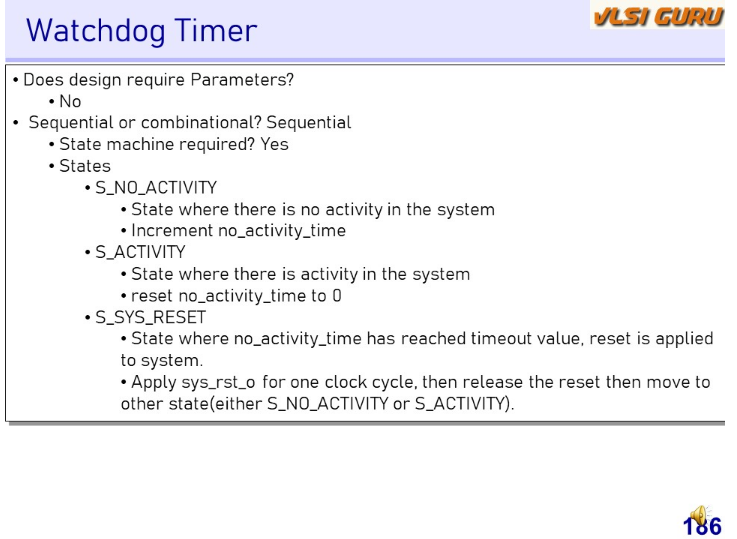 Watchdog Timer
VLSI GURU
• Does design require Parameters?
• No
• Sequential or combinational? Sequential
• State machine required? Yes
• States
• S_NO_ACTIVITY
• State where there is no activity in the system
• Increment no_activity_time
• S_ACTIVITY
• State where there is activity in the system
• reset no_activity_time to 0
• S_SYS_RESET
• State where no_activity_time has reached timeout value, reset is applied
to system.
• Apply sys_rst_o for one clock cycle, then release the reset then move to
other state(either S_NO_ACTIVITY or S_ACTIVITY).
186